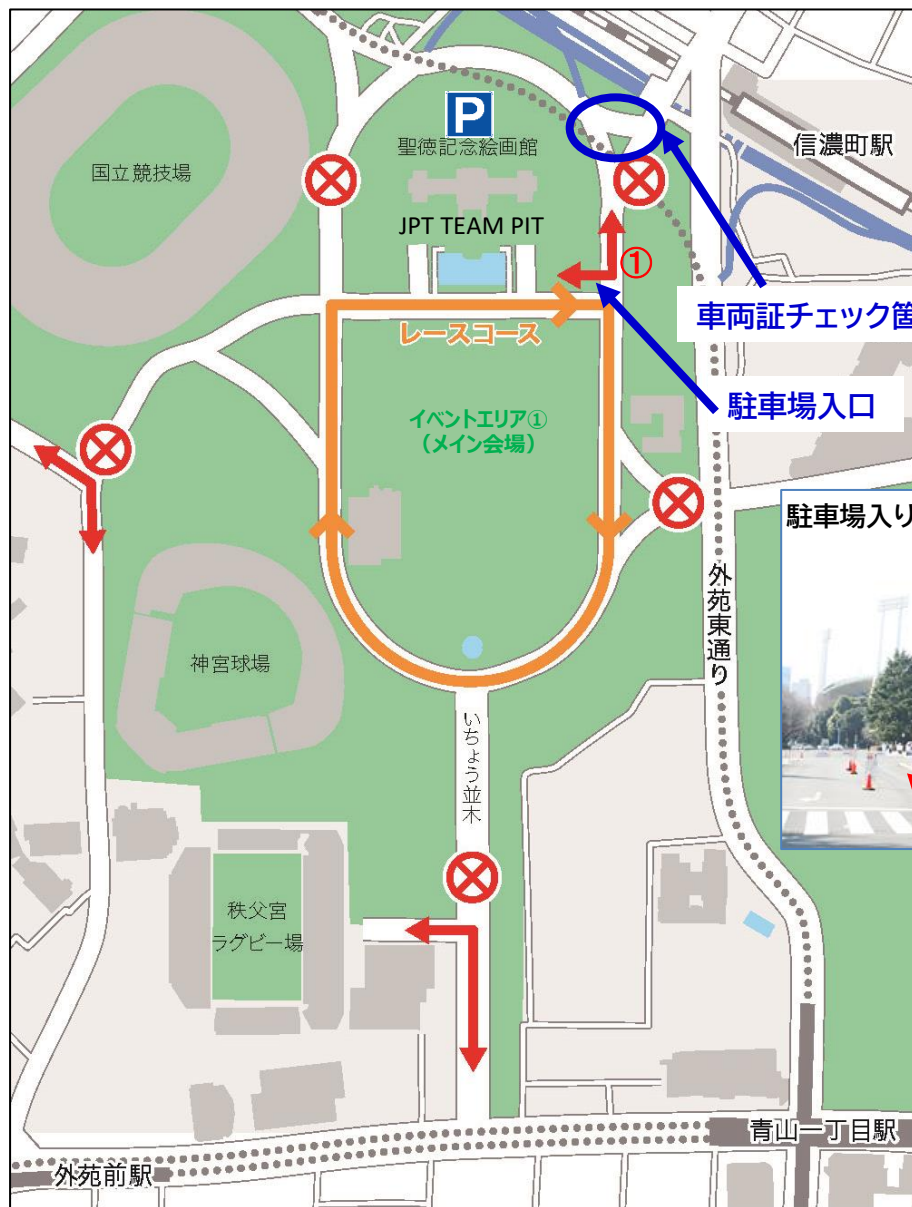 P
聖徳記念絵画館
国立競技場
信濃町駅
JPT TEAM PIT
①
車両証チェック箇
レースコース
駐車場入口
イベントエリア①
(メイン会場)
駐車場入り
外苑東通り
神宮球場
いちょう並木
秩父宮
ラグビー場
青山一丁目駅
外苑前駅